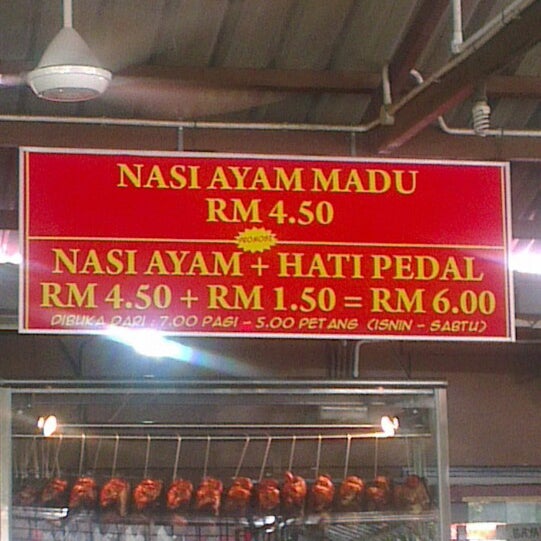 NASI AYAM MADU
RM 4.50
PROMOSI
NASI AYAM + HATI PEDAL
RM 4.50 + RM 1.50 = RM 6.00
DIBUKA DARI : 7.00 PAGI - 5.00 PETANG (ISNIN - SABTU)